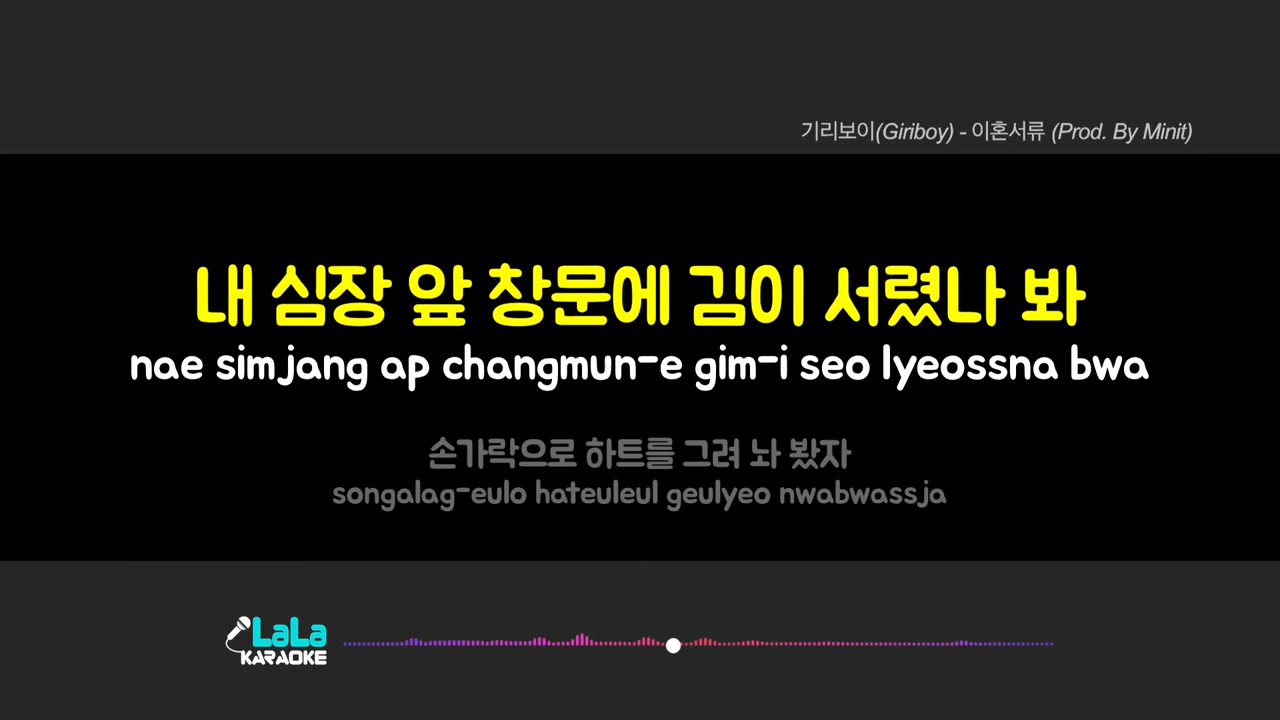 기리보이(Giriboy) - 이혼서류 (Prod. By Minit)
내 심장 앞 창문에 김이 서렸나 봐
nae simjang ap changmun-e gim-i seo lyeossna bwa
손가락으로 하트를 그려 놔 봤자
songalag-eulo hateuleul geulyeo nwabwassja
LaLa
KARAOKE